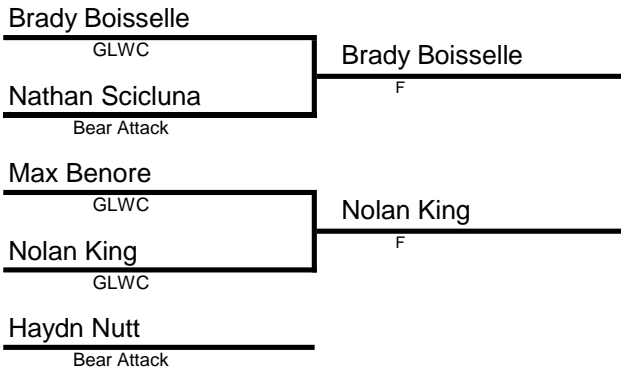 Brady Boisselle
GLWC
Brady Boisselle
F
Nathan Scicluna
Bear Attack
Max Benore
GLWC
Nolan King
F
Nolan King
GLWC
Haydn Nutt
Bear Attack